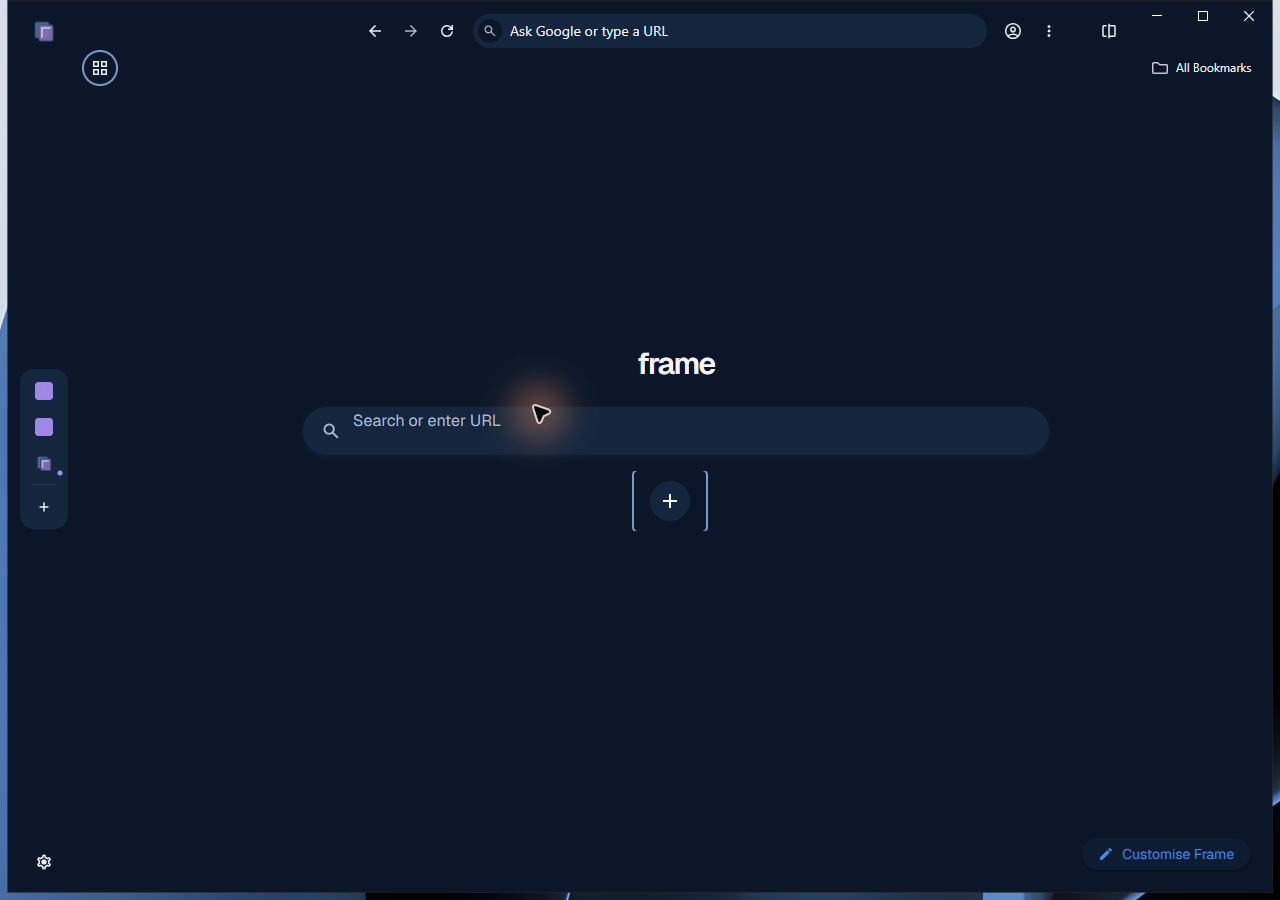 Ask Google or type a URL
All Bookmarks
frame
Search or enter URL
Customise Frame